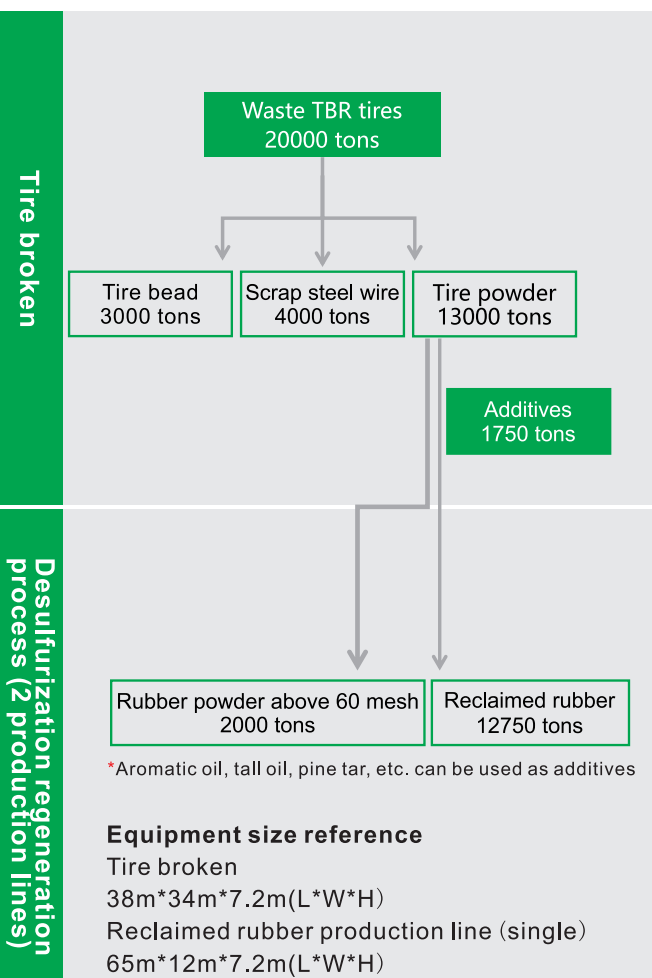 Tire broken
Waste TBR tires
20000 tons
Tire bead
3000 tons
Scrap steel wire
4000 tons
Tire powder
13000 tons
Additives
1750 tons
Desulfurization regeneration
process (2 production lines)
Rubber powder above 60 mesh
2000 tons
Reclaimed rubber
12750 tons
*Aromatic oil, tall oil, pine tar, etc. can be used as additives
Equipment size reference
Tire broken
38m*34m*7.2m(L*W*H)
Reclaimed rubber production line (single)
65m*12m*7.2m(L*W*H)